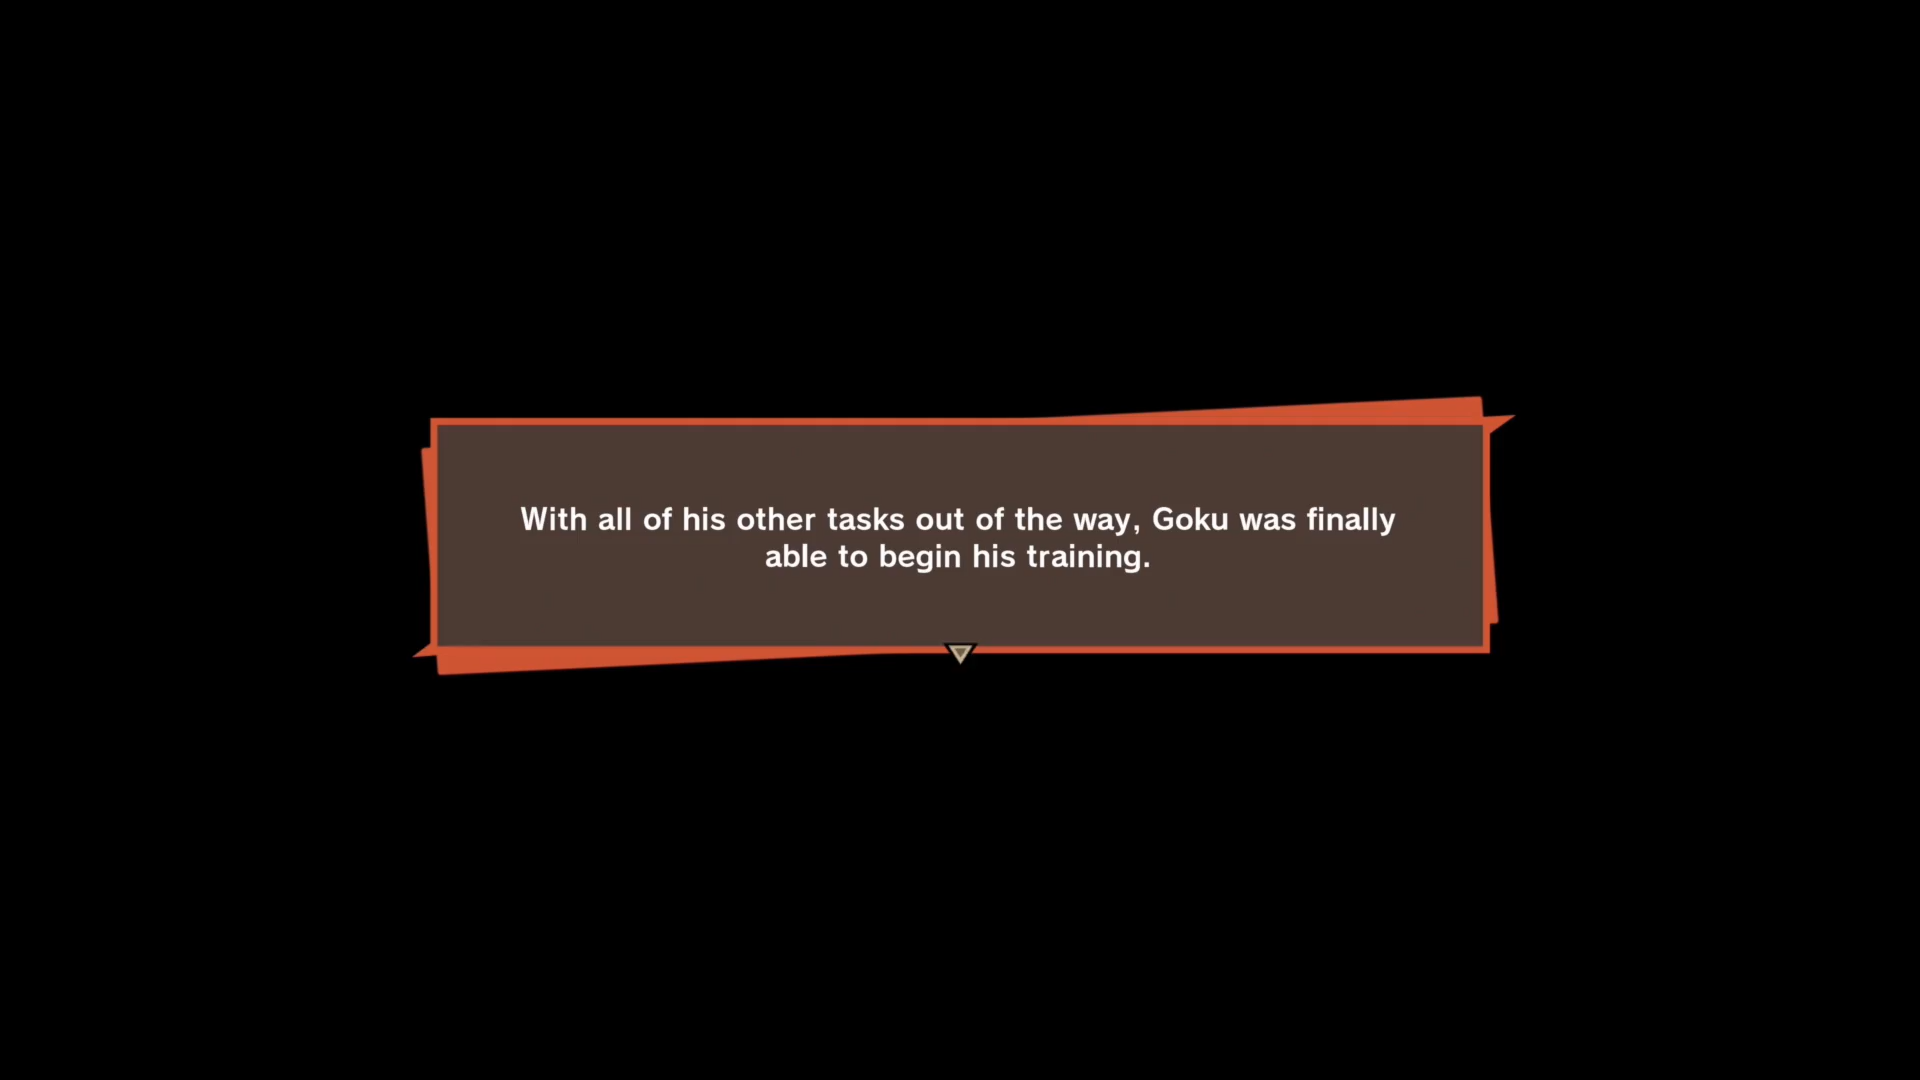 With all of his other tasks out of the way, Goku was finally
able to begin his training.